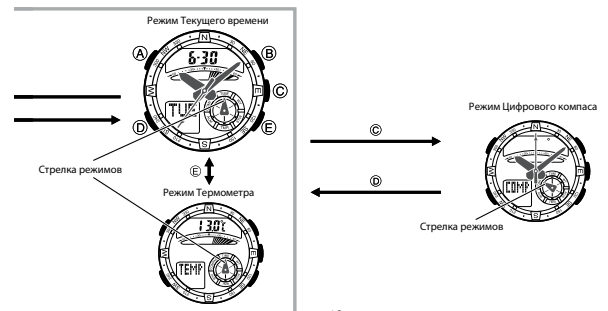 Режим Текущего времени
N
6-30
A
B
C
W
E
TUE
D
E
S
Режим Цифрового компаса
C
N
Стрелка режимов
E
D
W
COMP
E
Режим Термометра
S
N
Стрелка режимов
13.0°C
W
E
TEMP
S